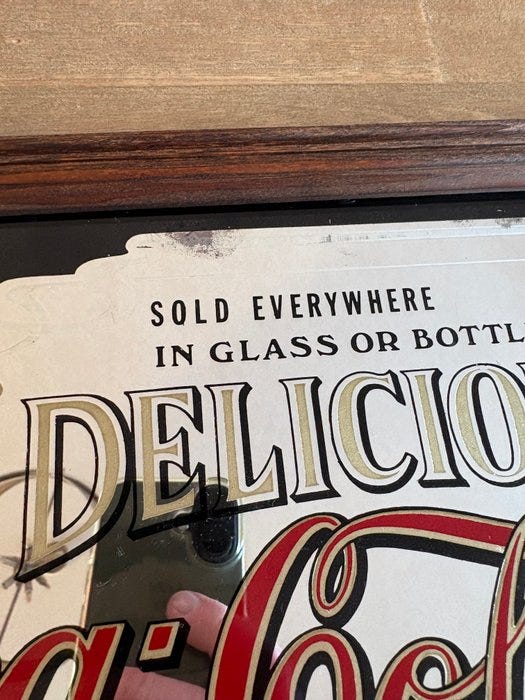 SOLD EVERYWHERE
IN GLASS OR BOTTL
DELICIO
a·Col